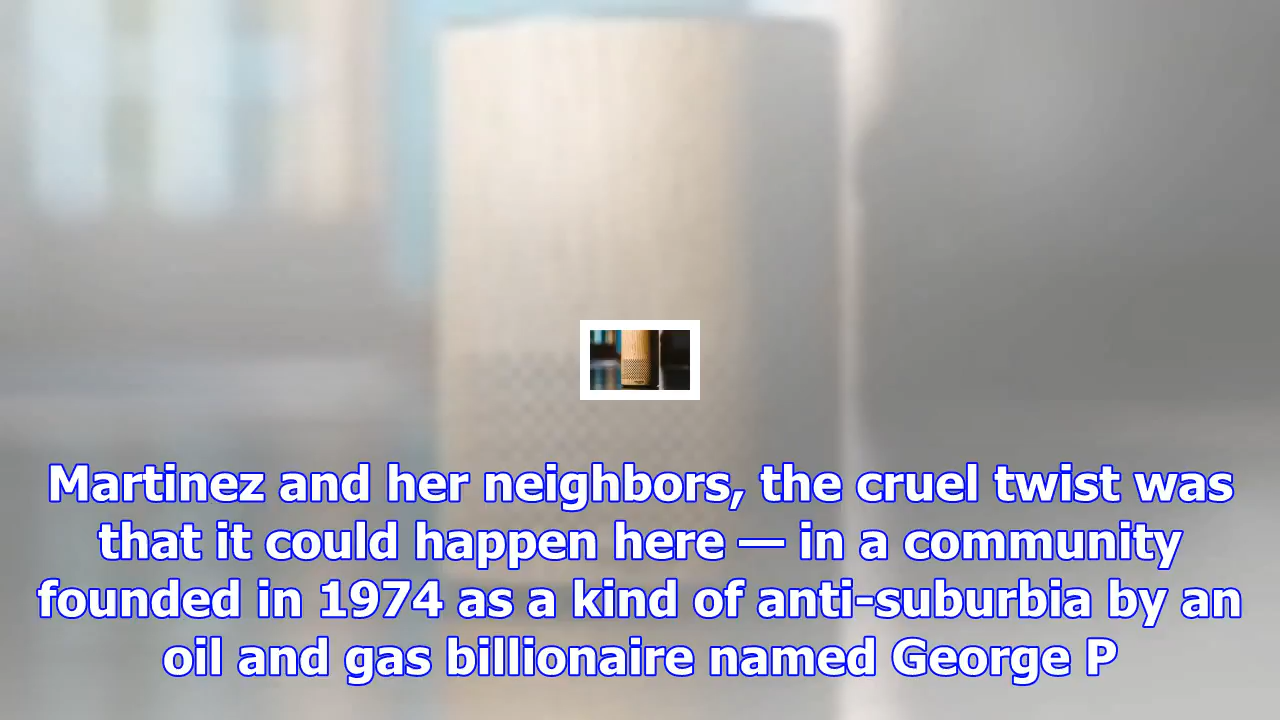 Martinez and her neighbors, the cruel twist was
that it could happen here — in a community
founded in 1974 as a kind of anti-suburbia by an
oil and gas billionaire named George P